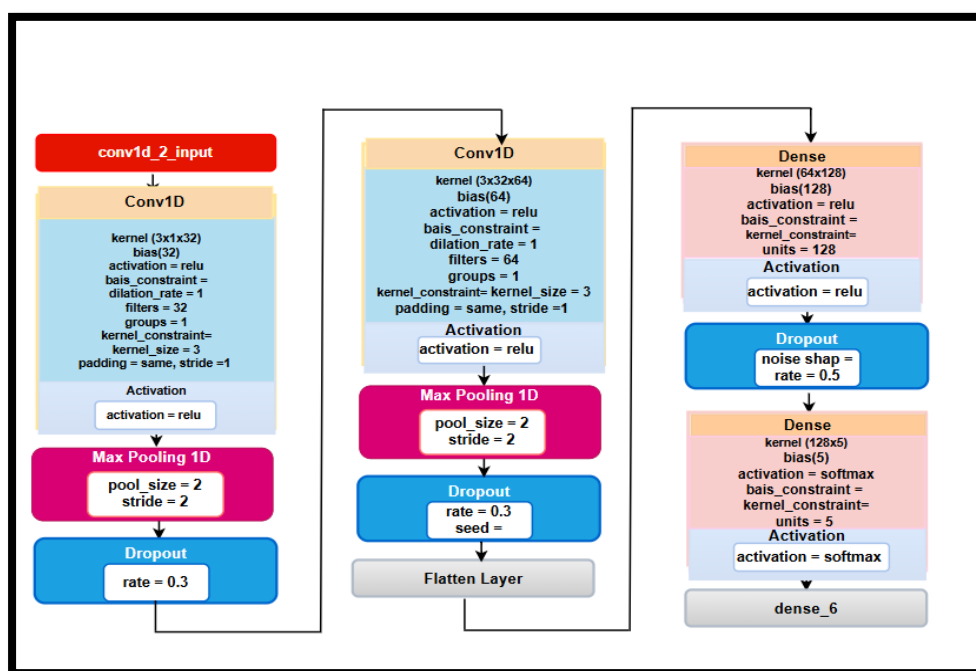 conv1d_2_input
Conv1D
kernel (3x1x32)
bias(32)
activation = relu
bais_constraint =
dilation_rate = 1
filters = 32
groups = 1
kernel_constraint=
kernel_size = 3
padding = same, stride =1
Activation
activation = relu
Max Pooling 1D
pool_size = 2
stride = 2
Dropout
rate = 0.3
Conv1D
kernel (3x32x64)
bias(64)
activation = relu
bais_constraint =
dilation_rate = 1
filters = 64
groups = 1
kernel_constraint= kernel_size = 3
padding = same, stride =1
Activation
activation = relu
Max Pooling 1D
pool_size = 2
stride = 2
Dropout
rate = 0.3
seed =
Flatten Layer
Dense
kernel (64x128)
bias(128)
activation = relu
bais_constraint =
kernel_constraint=
units = 128
Activation
activation = relu
Dropout
noise shap =
rate = 0.5
Dense
kernel (128x5)
bias(5)
activation = softmax
bais_constraint =
kernel_constraint=
units = 5
Activation
activation = softmax
dense_6